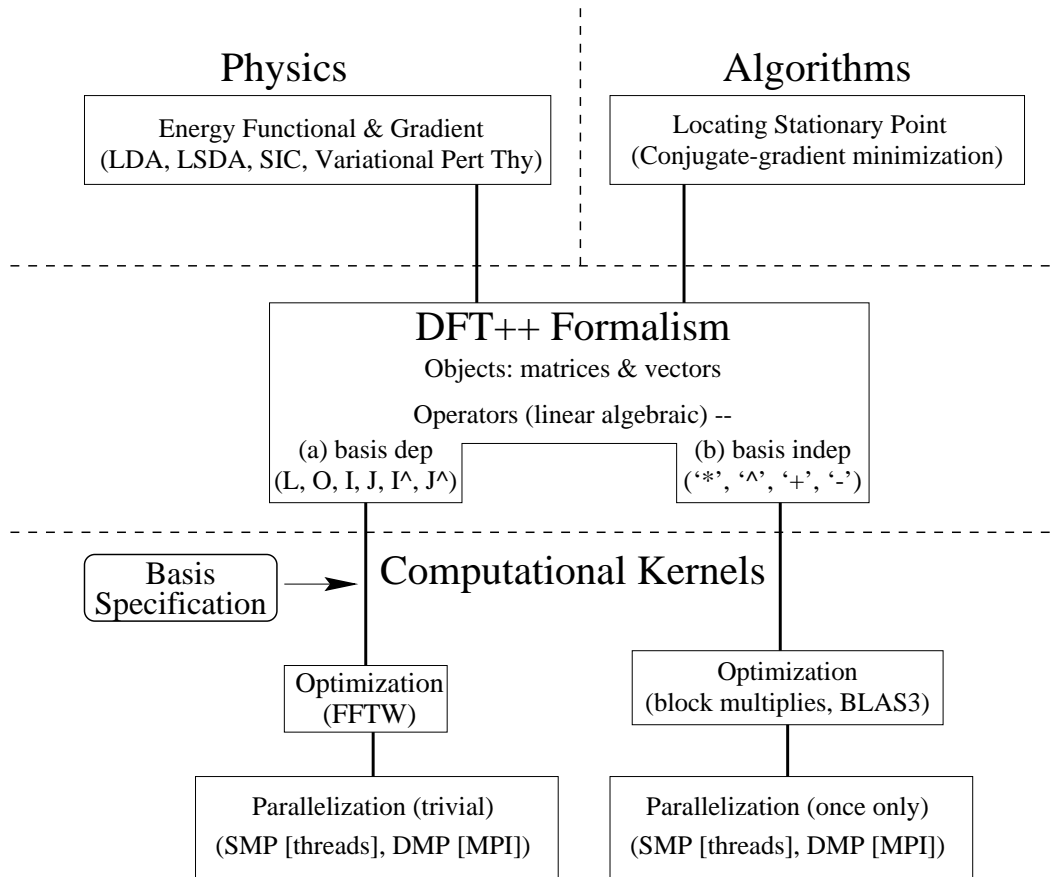 Physics
Algorithms
Energy Functional & Gradient
(LDA, LSDA, SIC, Variational Pert Thy)
Locating Stationary Point
(Conjugate-gradient minimization)
DFT++ Formalism
Objects: matrices & vectors
Operators (linear algebraic) --
(a) basis dep
(L, O, I, J, I^, J^)
(b) basis indep
(‘*’, ‘^’, ‘+’, ‘-’)
Computational Kernels
Basis
Specification
Optimization
(FFTW)
Optimization
(block multiplies, BLAS3)
Parallelization (trivial)
(SMP [threads], DMP [MPI])
Parallelization (once only)
(SMP [threads], DMP [MPI])